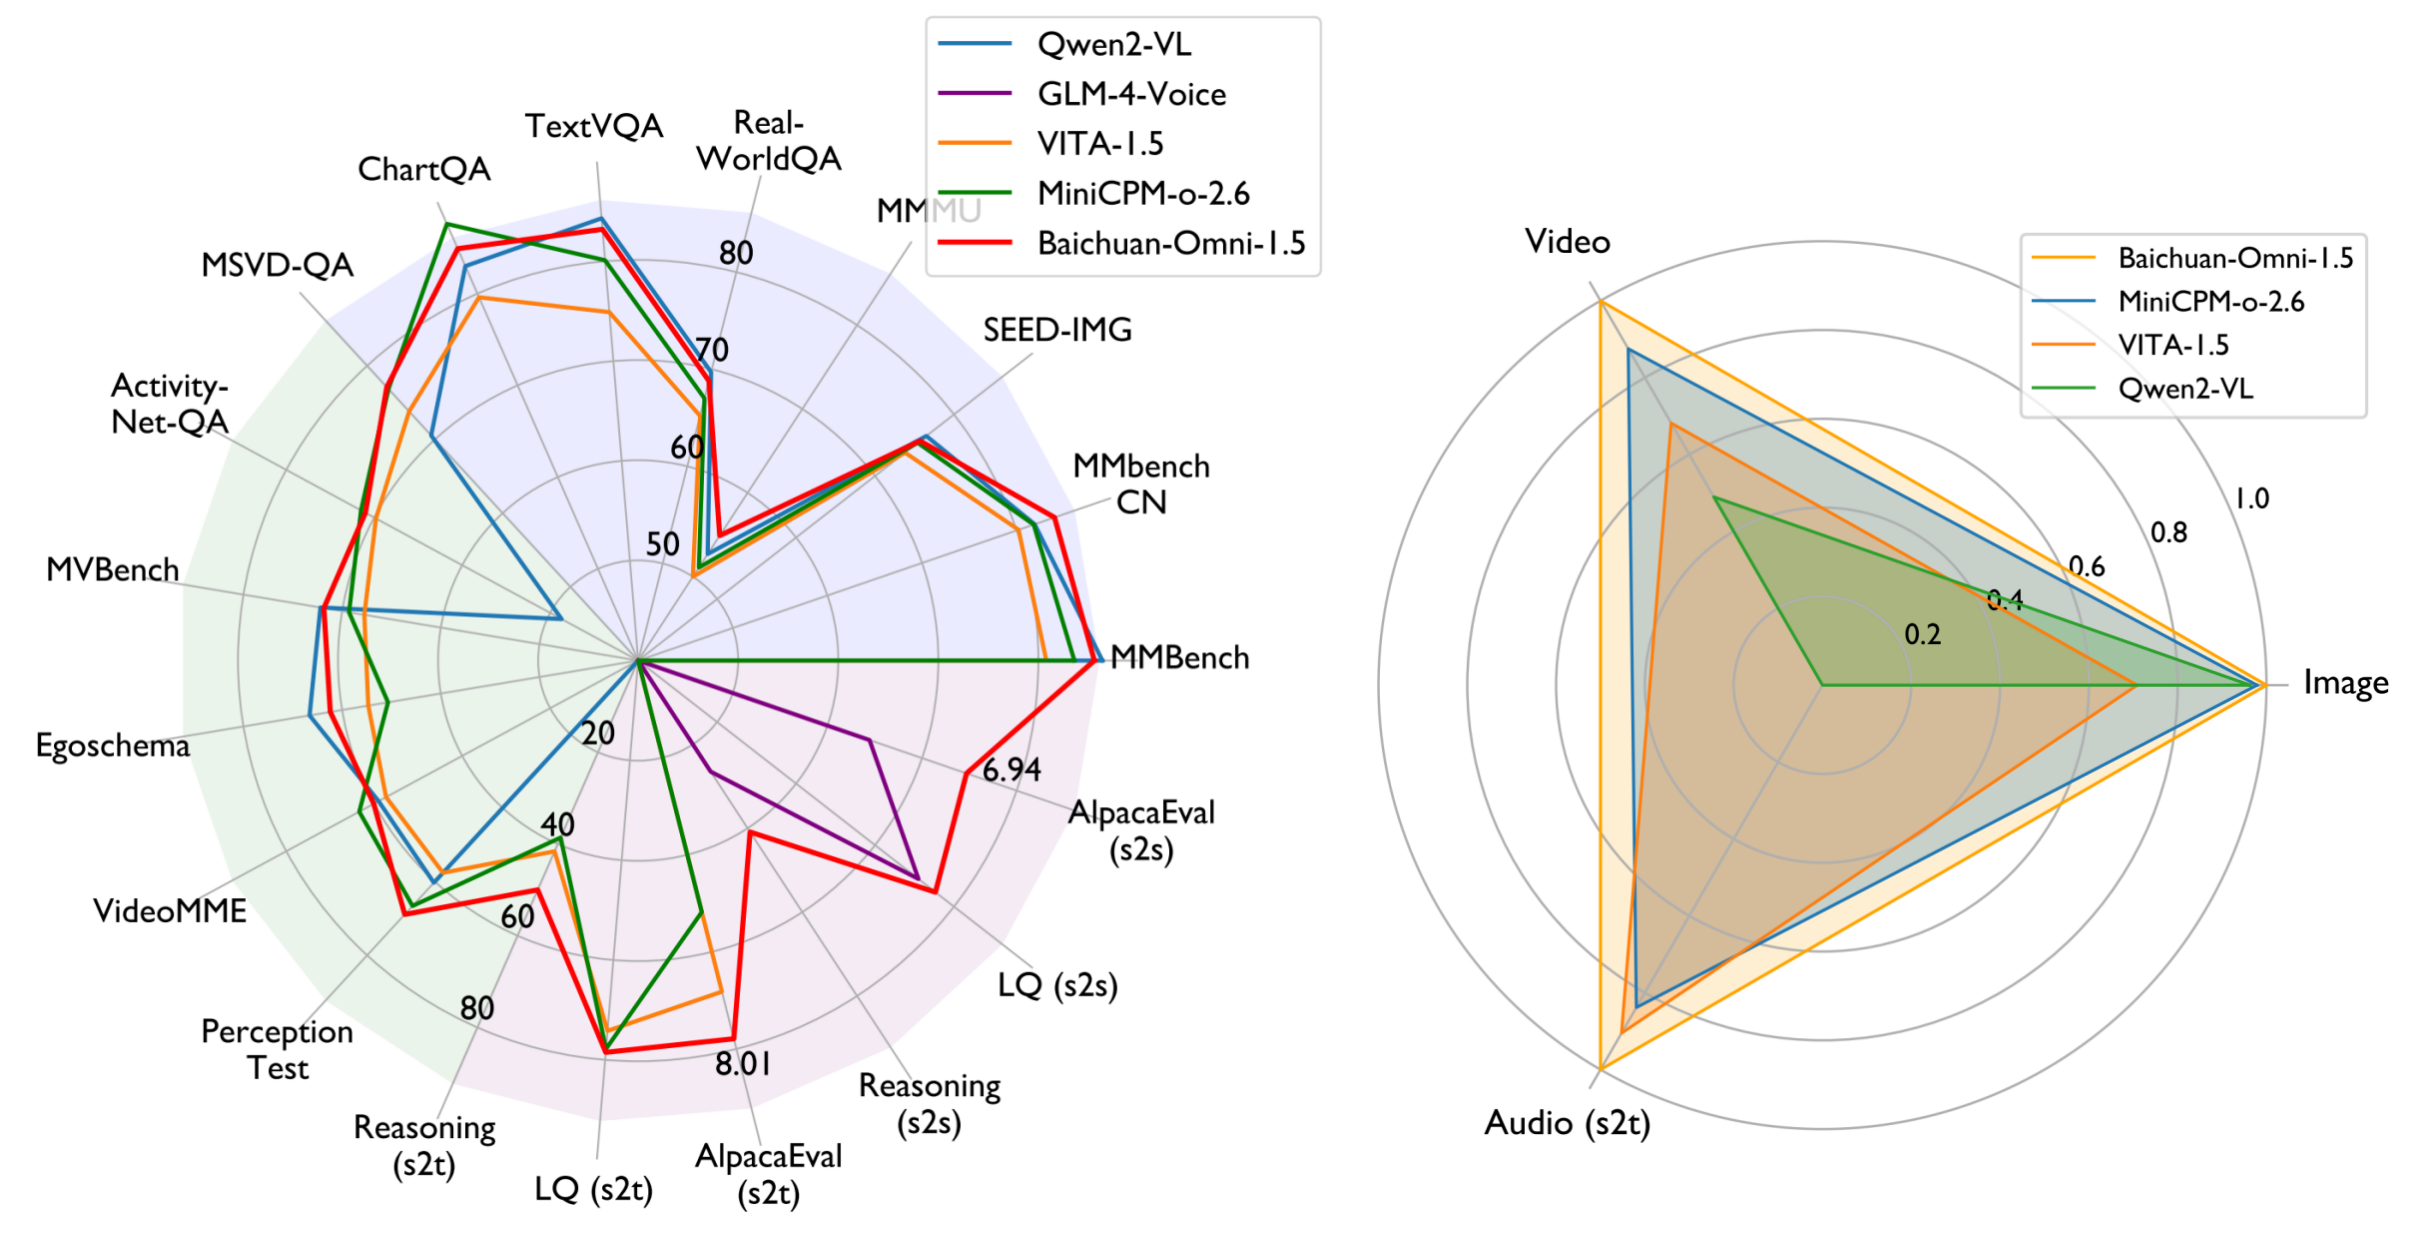 Qwen2-VL
GLM-4-Voice
VITA-1.5
MiniCPM-o-2.6
Baichuan-Omni-1.5
TextVQA
Real-
WorldQA
ChartQA
MMMU
MSVD-QA
80
SEED-IMG
70
Activity-
Net-QA
60
MMbench
CN
50
MVBench
MMBench
20
Egoschema
6.94
AlpacaEval
(s2s)
40
VideoMME
60
LQ (s2s)
80
Perception
Test
8.01
Reasoning
(s2s)
Reasoning
(s2t)
AlpacaEval
(s2t)
LQ (s2t)
Video
Baichuan-Omni-1.5
MiniCPM-o-2.6
VITA-1.5
Qwen2-VL
1.0
0.8
0.6
0.4
0.2
Image
Audio (s2t)